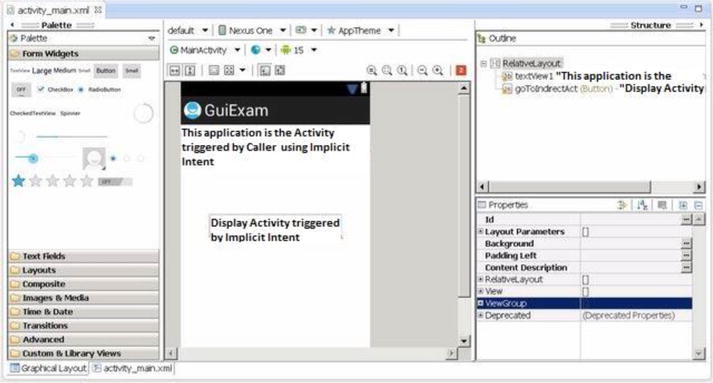 activity_main.xml
Palette
Palette
Form Widgets
TextView Large Medium Small Button Small
OFF CheckBox RadioButton
CheckedTextView Spinner
OFF
Text Fields
Layouts
Composite
Images & Media
Time & Date
Transitions
Advanced
Custom & Library Views
Graphical Layout activity_main.xml
default Nexus One AppTheme
MainActivity 15
2
GuiExam
This application is the Activity
triggered by Caller using Implicit
Intent
Display Activity triggered
by Implicit Intent
Structure
Outline
RelativeLayout
Ab textView1 "This application is the
goToIndirectAct (Button) - "Display Activity
Properties
Id
Layout Parameters []
Background
Padding Left
Content Description
RelativeLayout []
View []
ViewGroup []
Deprecated (Deprecated Properties)